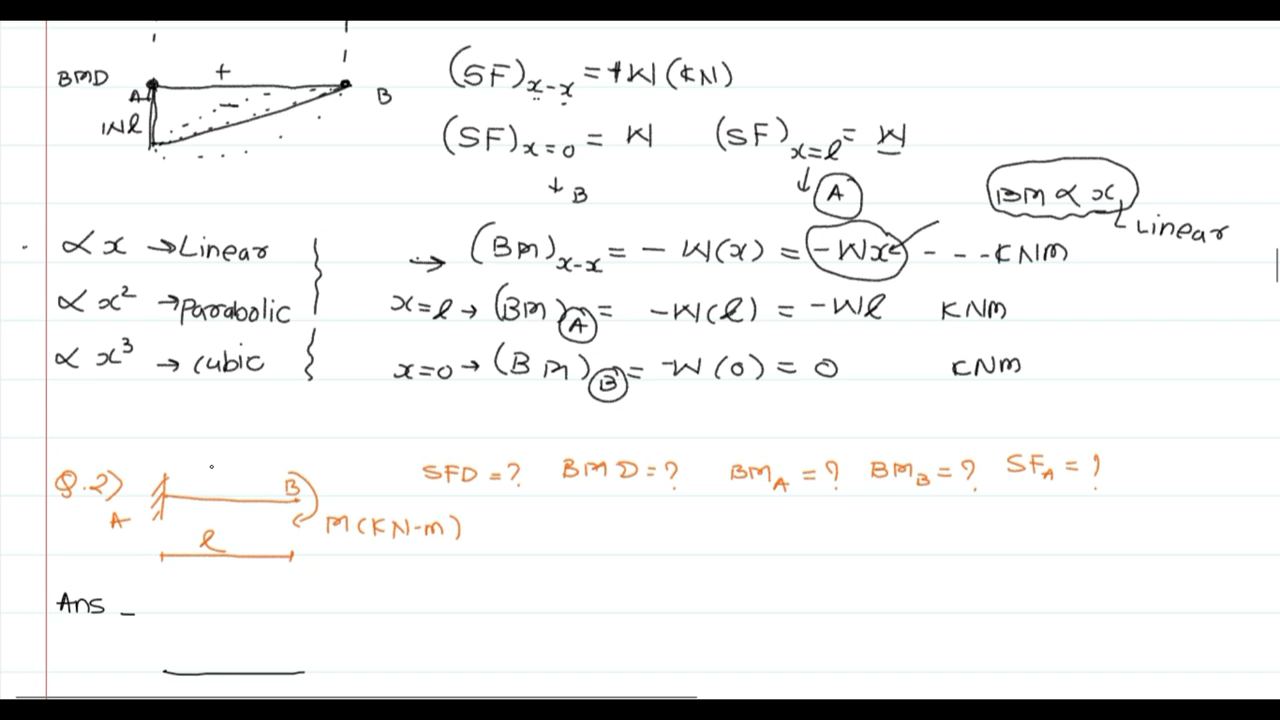 BMD + (SF)x-x = +W (KN)
A - B
Wl (SF)x=0 = W (SF)x=l = W
↓ B ↓ A BM ∝ x
Linear
∝ x → Linear → (BM)x-x = - W(x) = -Wx - - - KNM
∝ x² → Parabolic x=l → (BM)A = -W(l) = -Wl KNM
∝ x³ → Cubic x=0 → (BM)B = -W(0) = 0 KNM
Q.2) B SFD = ? BMD = ? BMA = ? BMB = ? SFA = ?
A M(KN-m)
l
Ans -